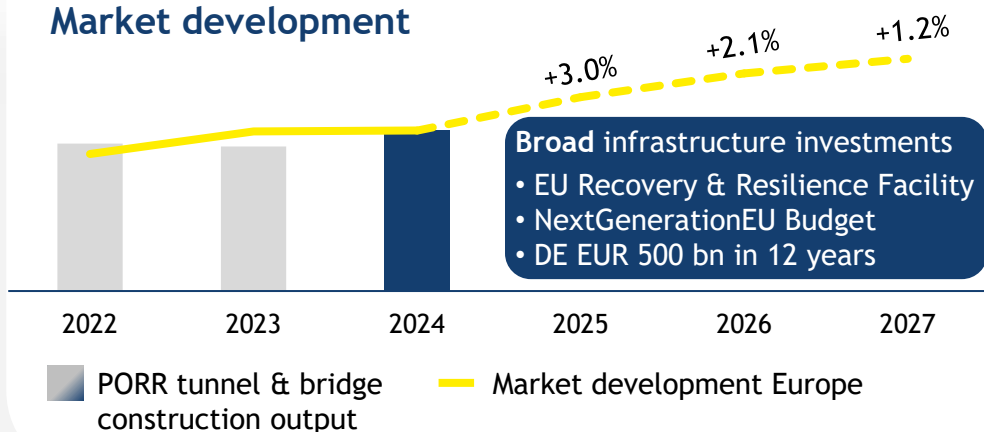 Market development
+3.0%
+2.1%
+1.2%
Broad infrastructure investments
• EU Recovery & Resilience Facility
• NextGenerationEU Budget
• DE EUR 500 bn in 12 years
2022
2023
2024
2025
2026
2027
PORR tunnel & bridge
construction output
Market development Europe